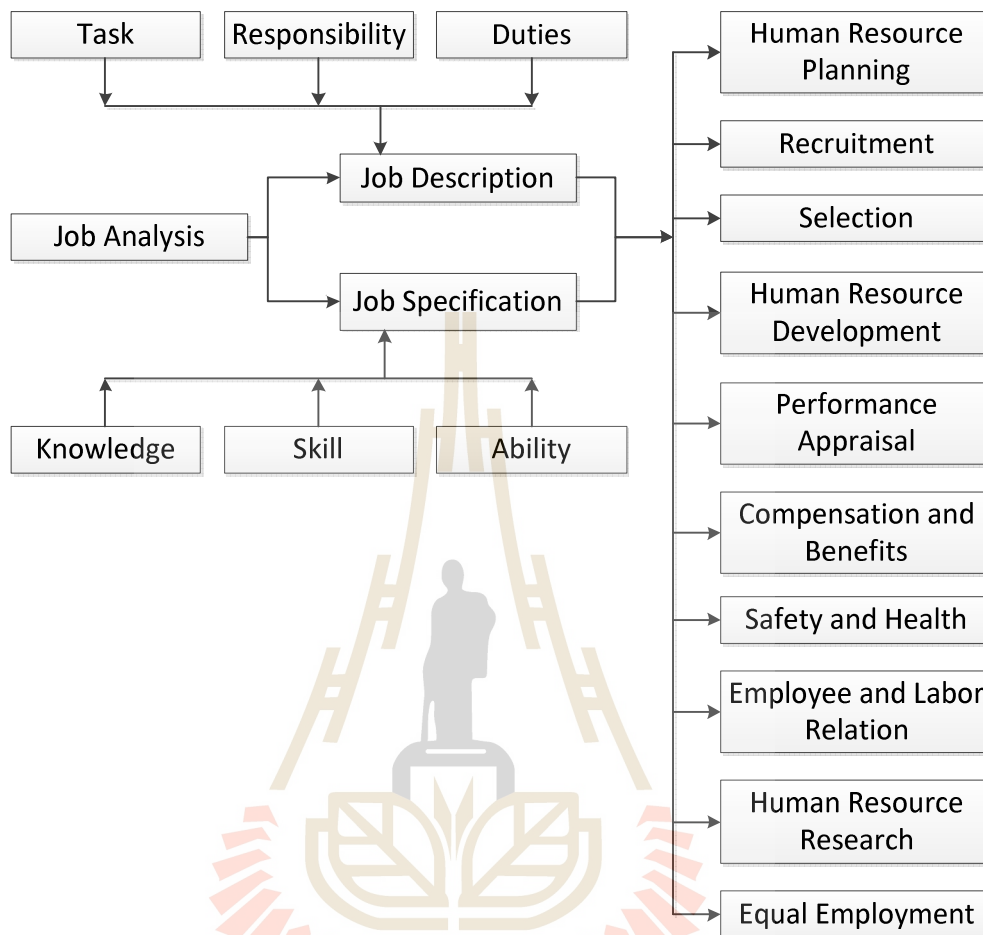 Task
Responsibility
Duties
Job Description
Job Analysis
Job Specification
Knowledge
Skill
Ability
Human Resource
Planning
Recruitment
Selection
Human Resource
Development
Performance
Appraisal
Compensation and
Benefits
Safety and Health
Employee and Labor
Relation
Human Resource
Research
Equal Employment